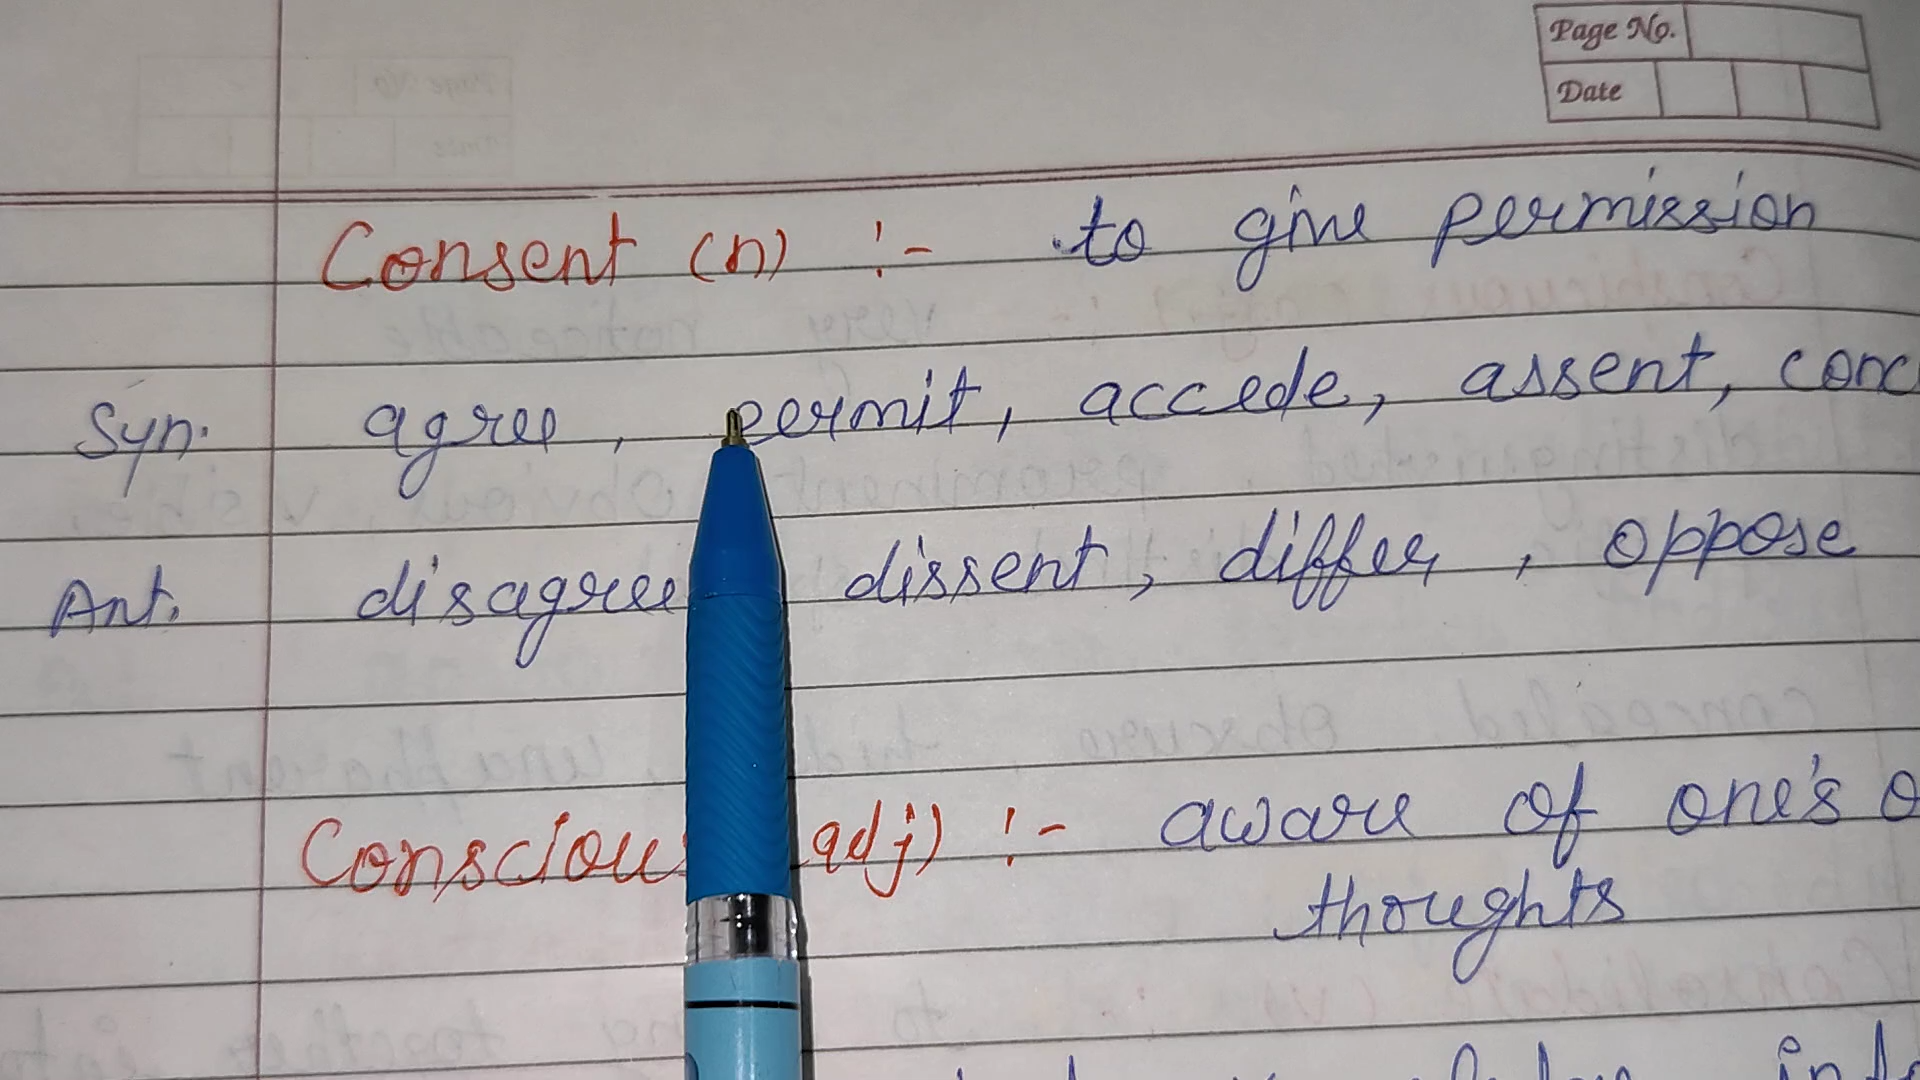 Page No.
Date
Consent (n) :- to give permission
Syn. agree, permit, accede, assent,
Ant. disagree dissent, differ, oppose
adj) :- aware of one's
thoughts